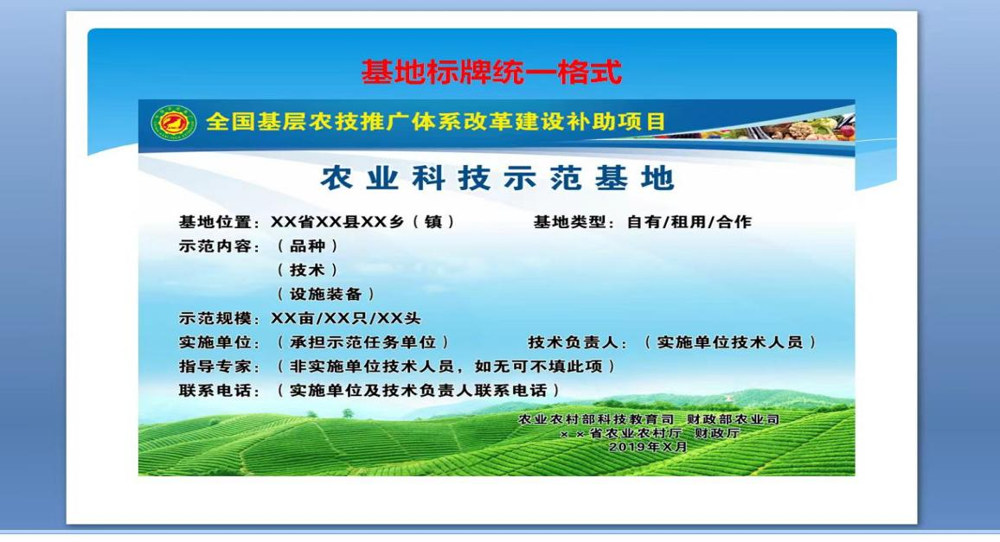 基地标牌统一格式
全国基层农技推广体系改革建设补助项目
农业科技示范基地
基地位置：XX省XX县XX乡（镇） 基地类型：自有/租用/合作
示范内容：（品种）
（技术）
（设施装备）
示范规模：XX亩/XX只/XX头
实施单位：（承担示范任务单位） 技术负责人：（实施单位技术人员）
指导专家：（非实施单位技术人员，如无可不填此项）
联系电话：（实施单位及技术负责人联系电话）
农业农村部科技教育司 财政部农业司
××省农业农村厅 财政厅
2019年X月